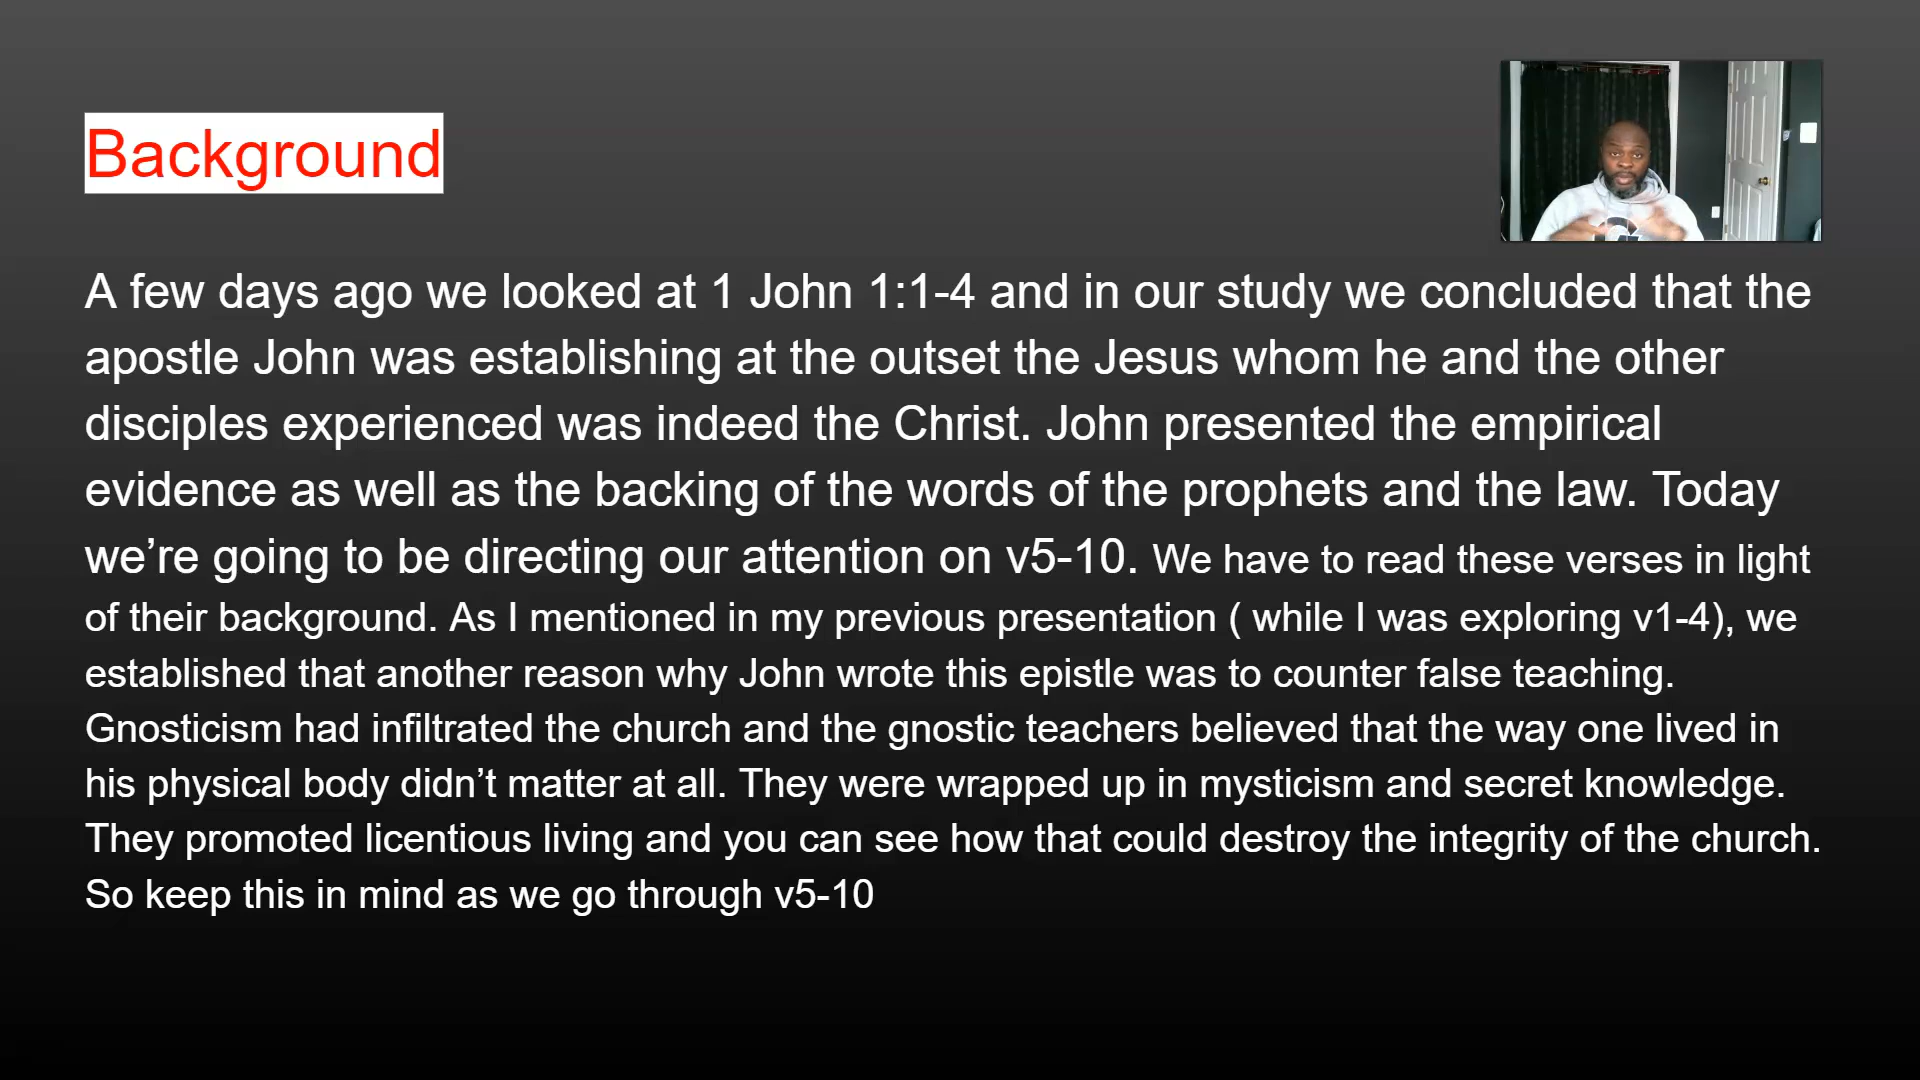 Background
A few days ago we looked at 1 John 1:1-4 and in our study we concluded that the
apostle John was establishing at the outset the Jesus whom he and the other
disciples experienced was indeed the Christ. John presented the empirical
evidence as well as the backing of the words of the prophets and the law. Today
we’re going to be directing our attention on v5-10. We have to read these verses in light
of their background. As I mentioned in my previous presentation ( while I was exploring v1-4), we
established that another reason why John wrote this epistle was to counter false teaching.
Gnosticism had infiltrated the church and the gnostic teachers believed that the way one lived in
his physical body didn’t matter at all. They were wrapped up in mysticism and secret knowledge.
They promoted licentious living and you can see how that could destroy the integrity of the church.
So keep this in mind as we go through v5-10